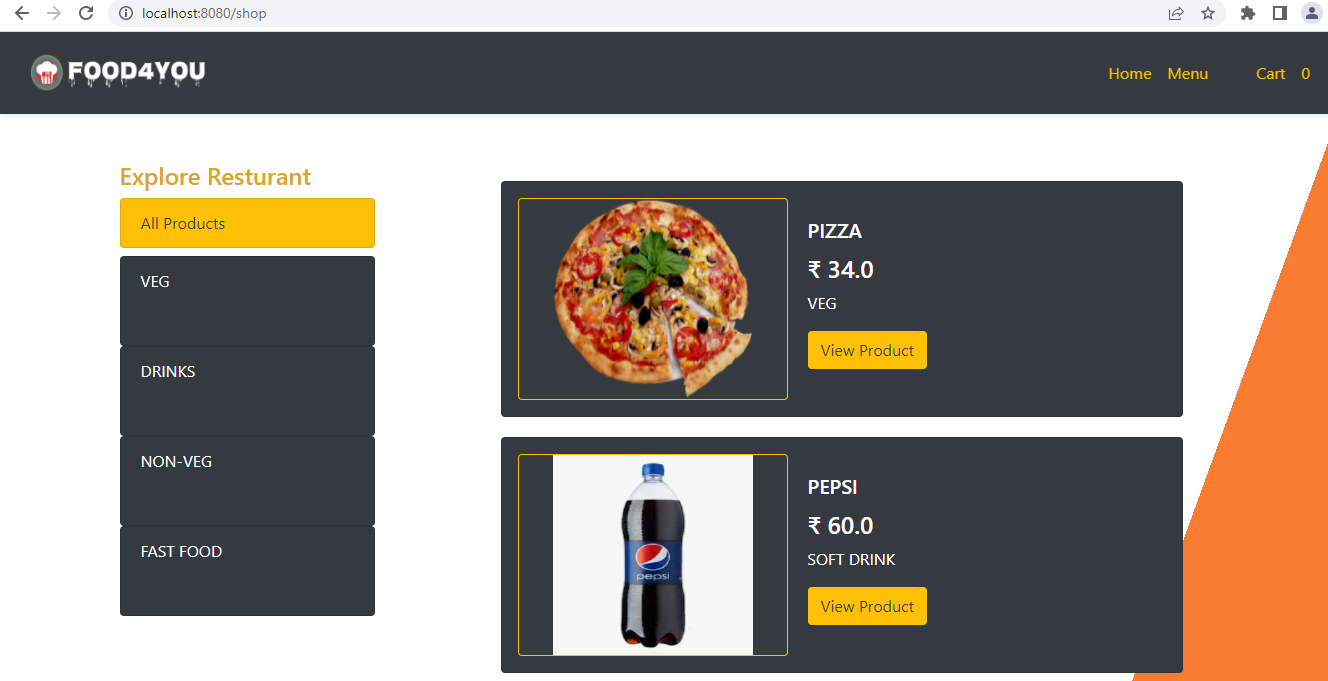 localhost:8080/shop
FOOD4YOU
Home Menu Cart 0
Explore Resturant
All Products
VEG
DRINKS
NON-VEG
FAST FOOD
PIZZA
₹ 34.0
VEG
View Product
pepsi
PEPSI
₹ 60.0
SOFT DRINK
View Product